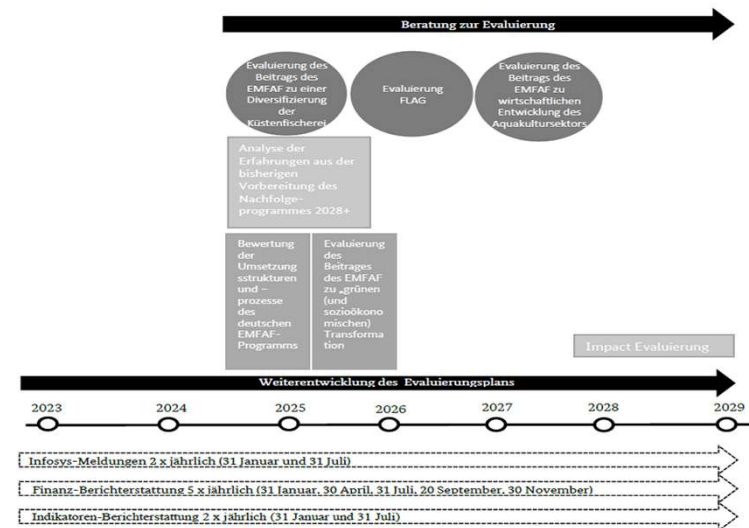 Beratung zur Evaluierung
Evaluierung des
Beitrags des
EMFAF zu einer
Diversifizierung
der
Küstenfischerei
Evaluierung
FLAG
Evaluierung des
Beitrags des
EMFAF zu
wirtschaftlichen
Entwicklung des
Aquakultursektors
Analyse der
Erfahrungen aus der
bisherigen
Vorbereitung des
Nachfolge-
programmes 2028+
Bewertung
der
Umsetzung
sstrukturen
und –
prozesse
des
deutschen
EMFAF-
Programms
Evaluierung
des
Beitrages
des EMFAF
zu „grünen
(und
sozioökono
mischen)
Transforma
tion
Impact Evaluierung
Weiterentwicklung des Evaluierungsplans
2023 2024 2025 2026 2027 2028 2029
Infosys-Meldungen 2 x jährlich (31 Januar und 31 Juli)
Finanz-Berichterstattung 5 x jährlich (31 Januar, 30 April, 31 Juli, 20 September, 30 November)
Indikatoren-Berichterstattung 2 x jährlich (31 Januar und 31 Juli)